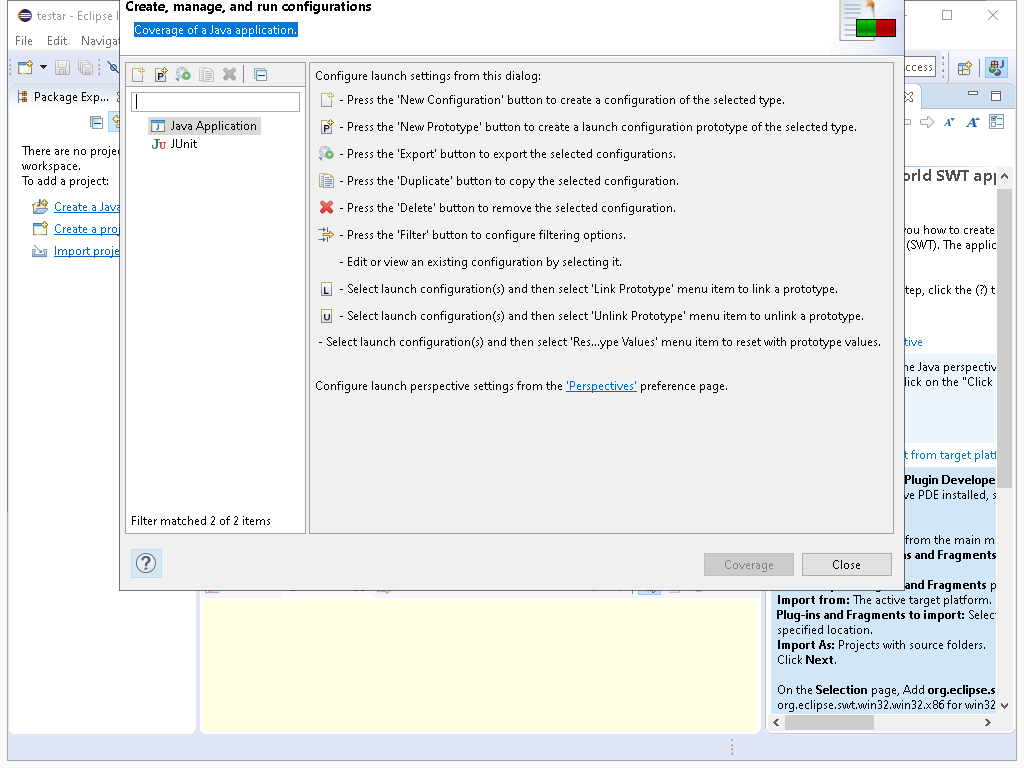 testar - Eclipse
File Edit Navigat
Create, manage, and run configurations
Coverage of a Java application.
Package Exp...
There are no
workspace.
To add a project:
Create a Java
Create a
Import
Java Application
JUnit
Filter matched 2 of 2 items
Configure launch settings from this dialog:
- Press the 'New Configuration' button to create a configuration of the selected type.
- Press the 'New Prototype' button to create a launch configuration prototype of the selected type.
- Press the 'Export' button to export the selected configurations.
- Press the 'Duplicate' button to copy the selected configuration.
- Press the 'Delete' button to remove the selected configuration.
- Press the 'Filter' button to configure filtering options.
- Edit or view an existing configuration by selecting it.
- Select launch configuration(s) and then select 'Link Prototype' menu item to link a prototype.
- Select launch configuration(s) and then select 'Unlink Prototype' menu item to unlink a prototype.
- Select launch configuration(s) and then select 'Res...ype Values' menu item to reset with prototype values.
Configure launch perspective settings from the 'Perspectives' preference page.
Coverage
Close
ccess
orld SWT app
you how to create
(SWT). The applic
tep, click the (?) t
tive
he Java perspectiv
lick on the "Click
t from target platf
Plugin Develope
ve PDE installed, s
from the main m
ns and Fragments
and Fragments p
Import from: The active target platform.
Plug-ins and Fragments to import: Selec
specified location.
Import As: Projects with source folders.
Click Next.
On the Selection page, Add org.eclipse.s
org.eclipse.swt.win32.win32.x86 for win32